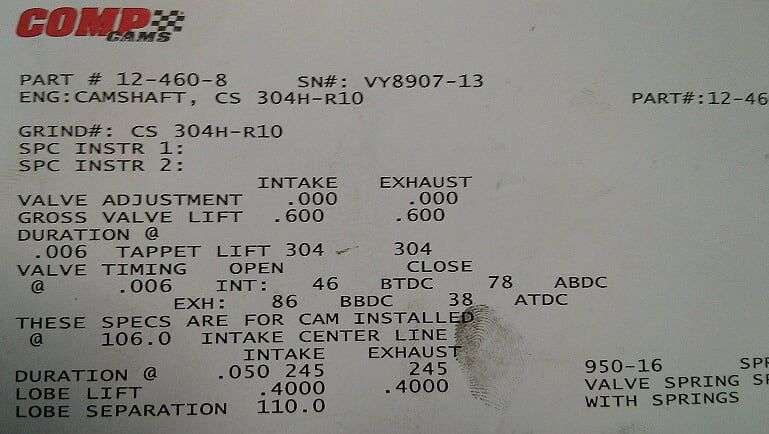 COMP CAMS
PART # 12-460-8 SN#: VY8907-13
ENG:CAMSHAFT, CS 304H-R10 PART#:12-46
GRIND#: CS 304H-R10
SPC INSTR 1:
SPC INSTR 2:
INTAKE EXHAUST
VALVE ADJUSTMENT .000 .000
GROSS VALVE LIFT .600 .600
DURATION @
.006 TAPPET LIFT 304 304
VALVE TIMING OPEN CLOSE
@ .006 INT: 46 BTDC 78 ABDC
EXH: 86 BBDC 38 ATDC
THESE SPECS ARE FOR CAM INSTALLED
@ 106.0 INTAKE CENTER LINE
INTAKE EXHAUST
DURATION @ .050 245 245 950-16 SP
LOBE LIFT .4000 .4000 VALVE SPRING SP
LOBE SEPARATION 110.0 WITH SPRINGS